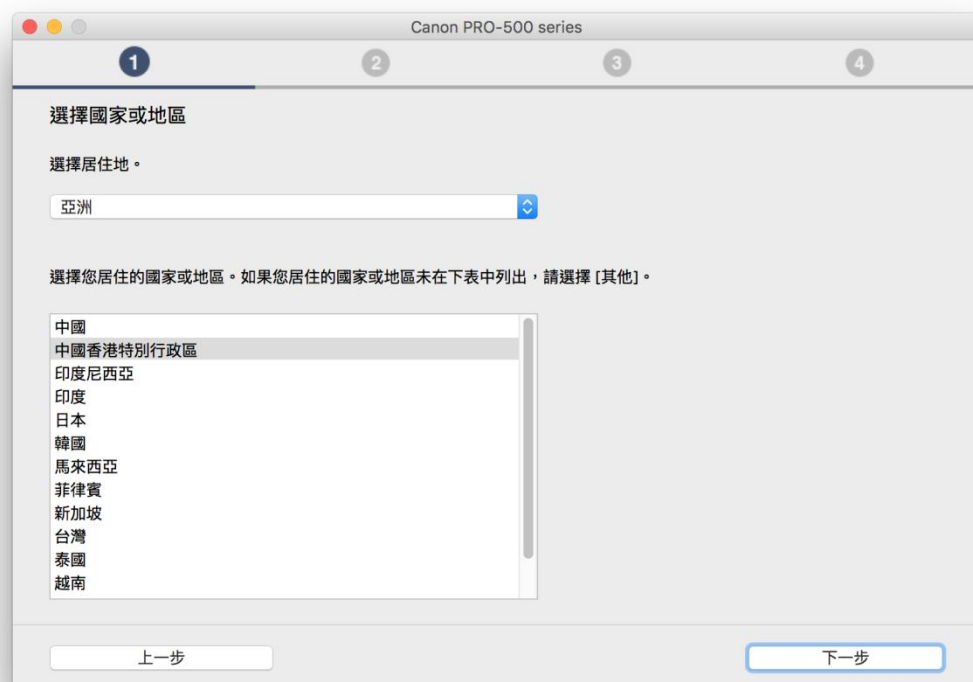 Canon PRO-500 series
1 2 3 4
選擇國家或地區
選擇居住地。
亞洲
選擇您居住的國家或地區。如果您居住的國家或地區未在下表中列出，請選擇 [其他]。
中國
中國香港特別行政區
印度尼西亞
印度
日本
韓國
馬來西亞
菲律賓
新加坡
台灣
泰國
越南
上一步 下一步